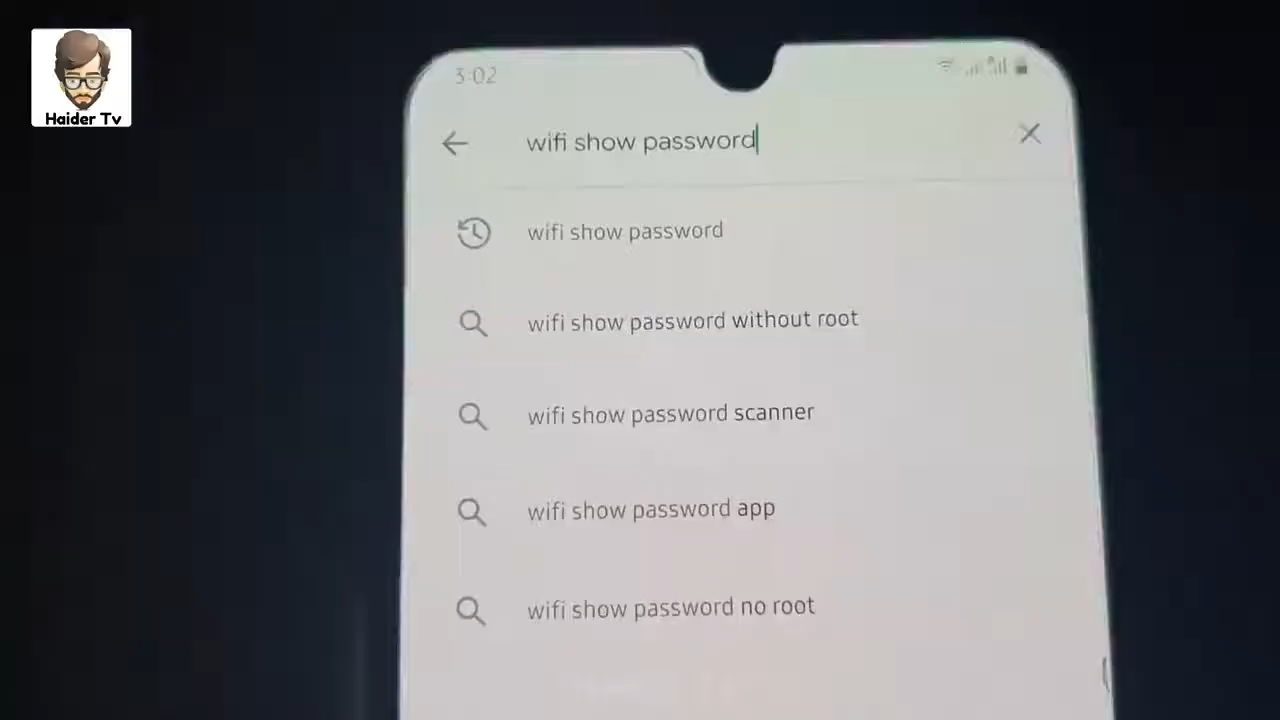 Haider Tv
3:02
wifi show password
wifi show password
wifi show password without root
wifi show password scanner
wifi show password app
wifi show password no root